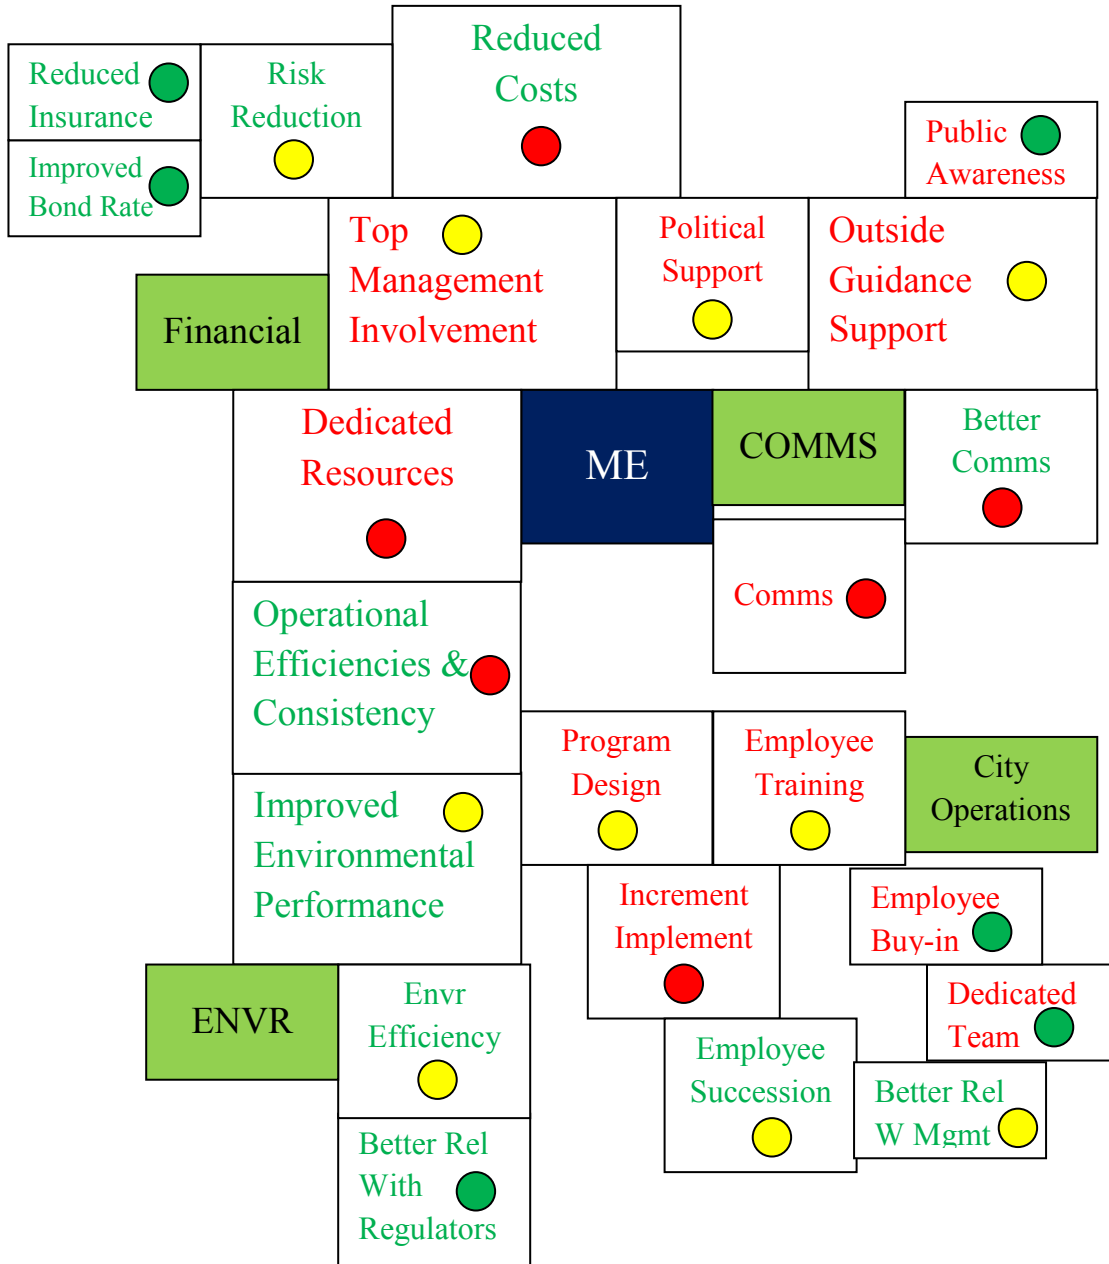 Reduced
Insurance
Risk
Reduction
Reduced
Costs
Public
Awareness
Improved
Bond Rate
Top
Management
Involvement
Political
Support
Outside
Guidance
Support
Financial
Dedicated
Resources
ME
COMMS
Better
Comms
Comms
Operational
Efficiencies &
Consistency
Program
Design
Employee
Training
City
Operations
Improved
Environmental
Performance
Increment
Implement
Employee
Buy-in
ENVR
Envr
Efficiency
Dedicated
Team
Employee
Succession
Better Rel
W Mgmt
Better Rel
With
Regulators